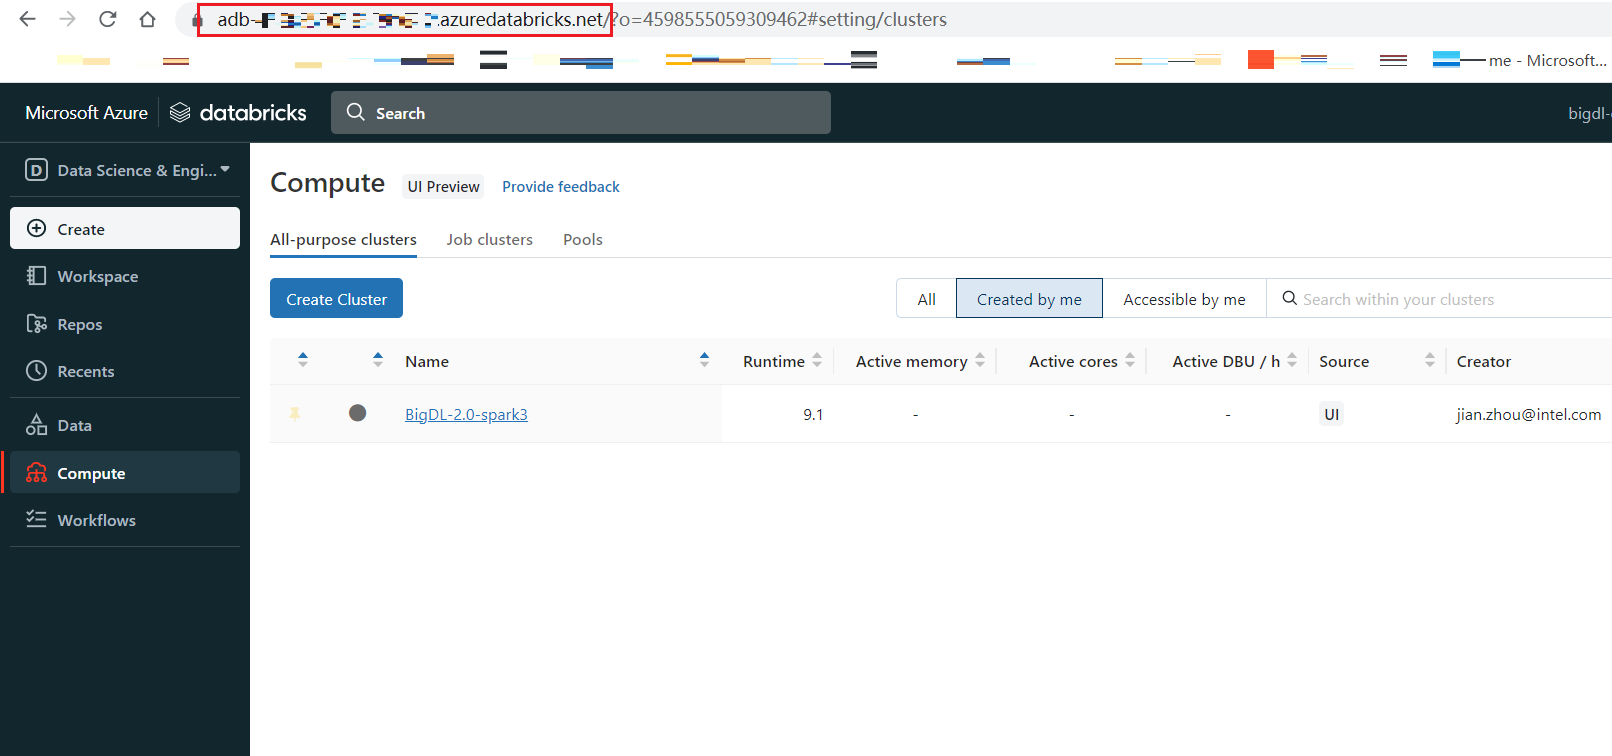 adb- .azuredatabricks.net/?o=4598555059309462#setting/clusters
me - Microsoft...
Microsoft Azure databricks Search bigdl-
D Data Science & Engi...
Create
Workspace
Repos
Recents
Data
Compute
Workflows
Compute UI Preview Provide feedback
All-purpose clusters Job clusters Pools
Create Cluster All Created by me Accessible by me Search within your clusters
Name Runtime Active memory Active cores Active DBU / h Source Creator
BigDL-2.0-spark3 9.1 - - - UI jian.zhou@intel.com